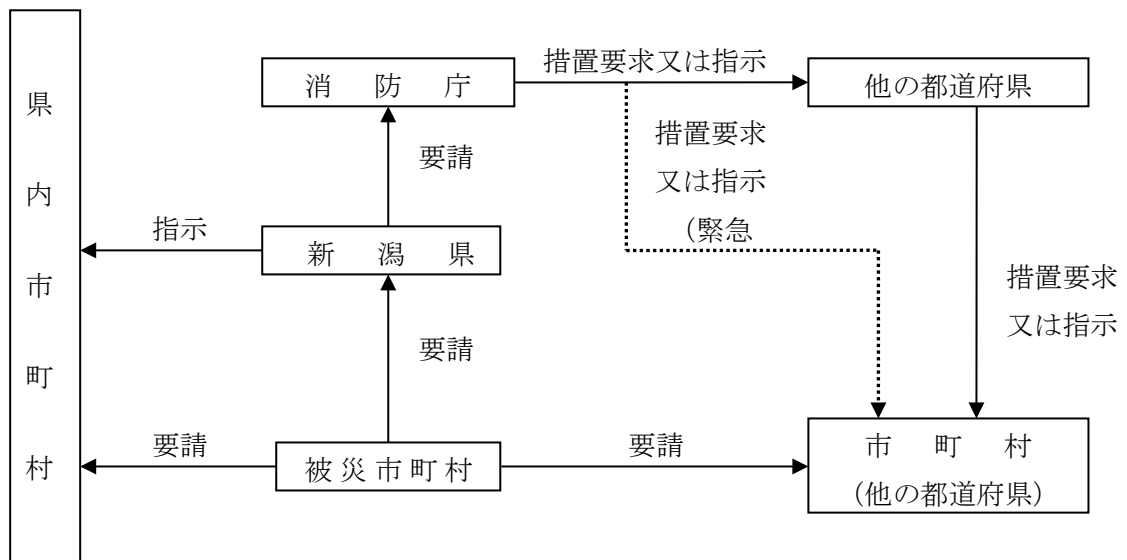 県内市町村
消防庁
措置要求又は指示
他の都道府県
要請
措置要求
又は指示
(緊急
指示
新潟県
措置要求
又は指示
要請
要請
被災市町村
要請
市町村
(他の都道府県)